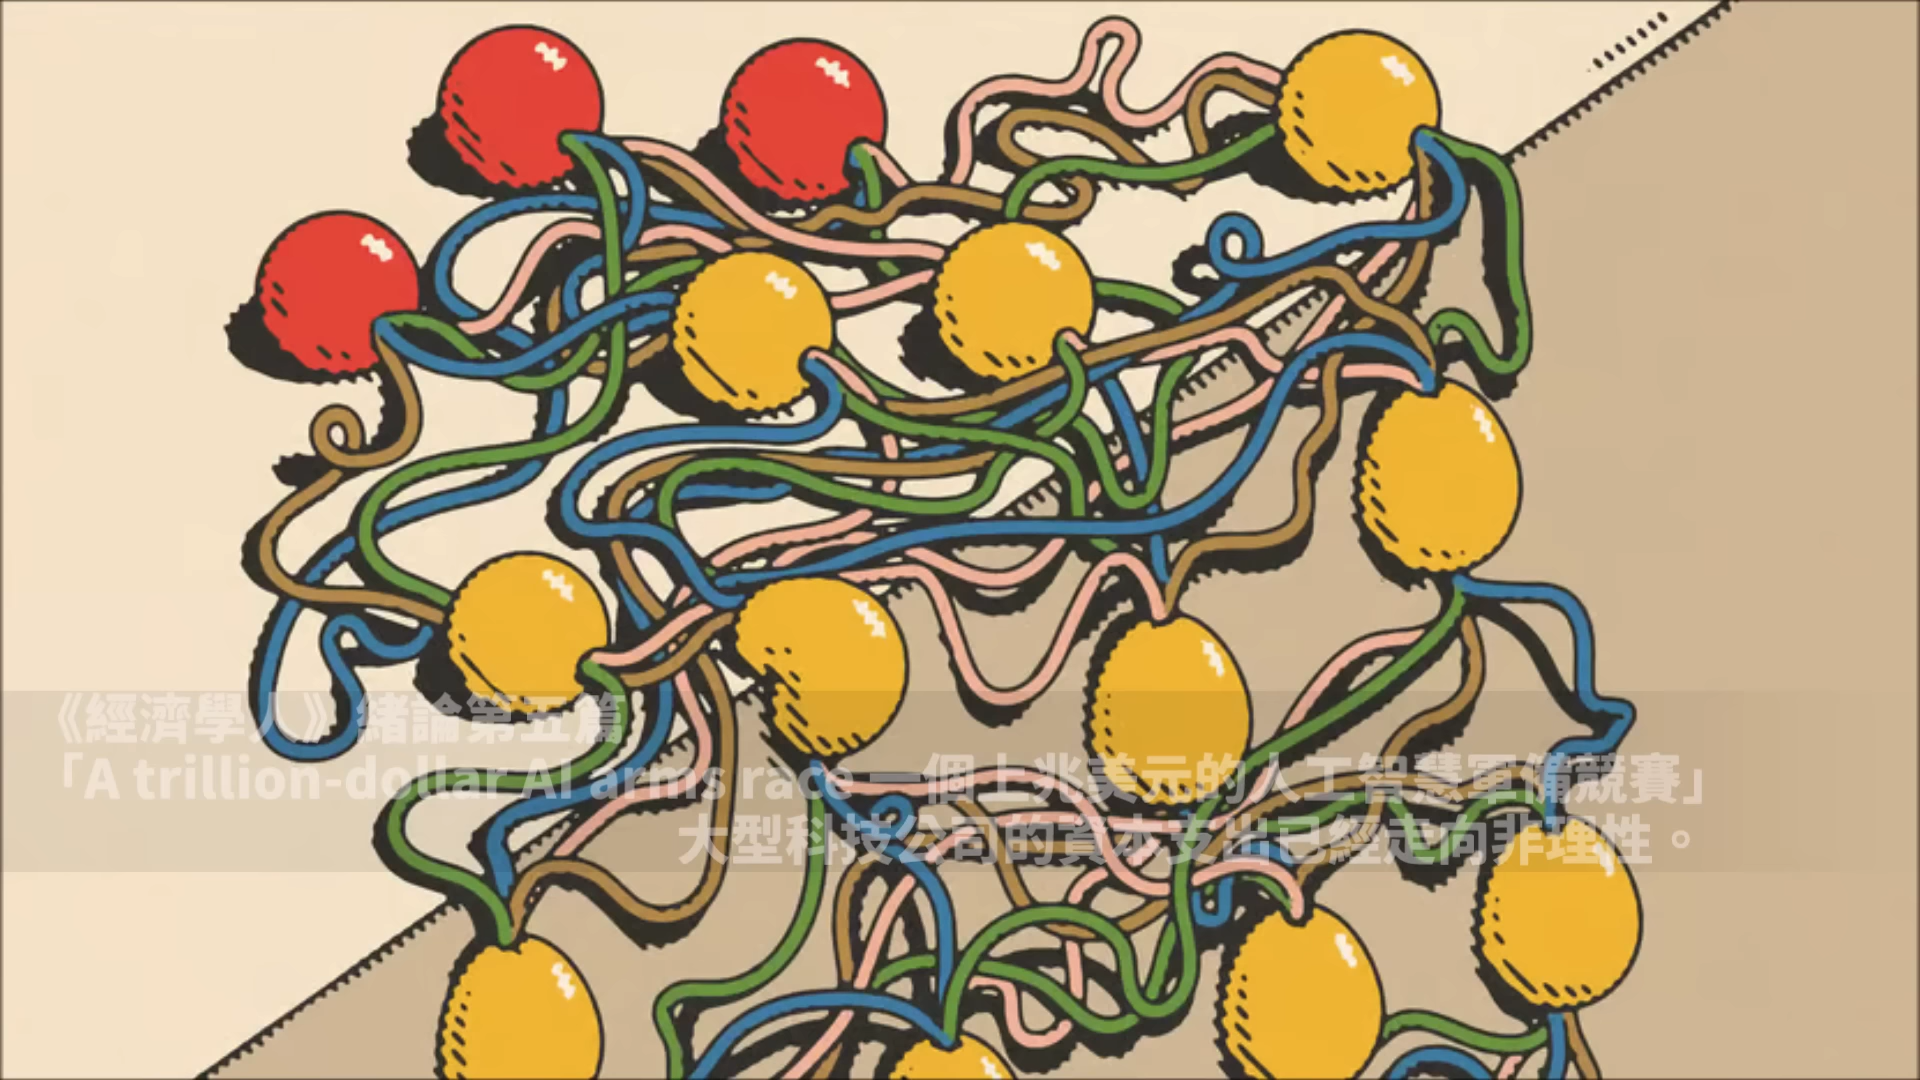 《經濟學人》緒論第五篇
「A trillion-dollar AI arms race — 一個上兆美元的人工智慧軍備競賽」
大型科技公司的資本支出已經走向非理性。